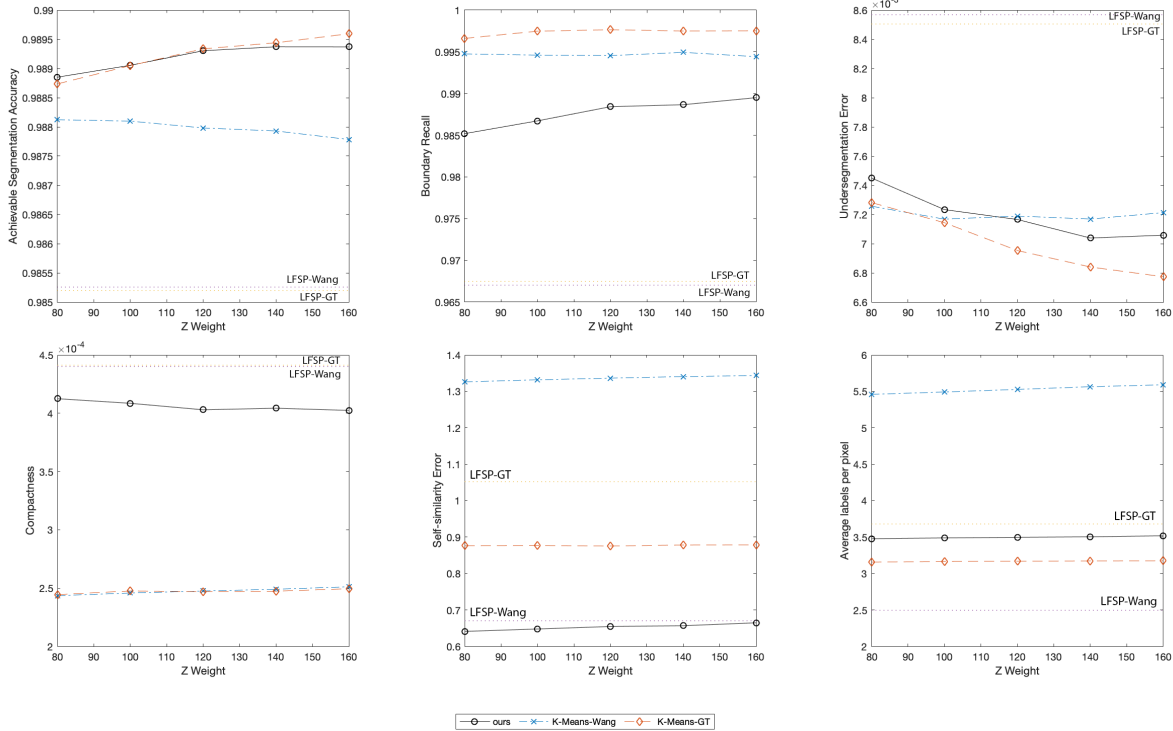 0.99
0.9895
0.989
0.9885
0.988
0.9875
0.987
0.9865
0.986
0.9855
0.985
Achievable Segmentation Accuracy
LFSP-Wang
LFSP-GT
80 90 100 110 120 130 140 150 160
Z Weight
1
0.995
0.99
0.985
0.98
0.975
0.97
0.965
Boundary Recall
LFSP-GT
LFSP-Wang
80 90 100 110 120 130 140 150 160
Z Weight
8.6
8.4
8.2
8
7.8
7.6
7.4
7.2
7
6.8
6.6
Undersegmentation Error
LFSP-Wang
LFSP-GT
80 90 100 110 120 130 140 150 160
Z Weight
×10⁻⁴
4.5
4
3.5
3
2.5
2
Compactness
LFSP-GT
LFSP-Wang
80 90 100 110 120 130 140 150 160
Z Weight
1.4
1.3
1.2
1.1
1
0.9
0.8
0.7
0.6
Self-similarity Error
LFSP-GT
LFSP-Wang
80 90 100 110 120 130 140 150 160
Z Weight
6
5.5
5
4.5
4
3.5
3
2.5
2
Average labels per pixel
LFSP-GT
LFSP-Wang
80 90 100 110 120 130 140 150 160
Z Weight
ours K-Means-Wang K-Means-GT